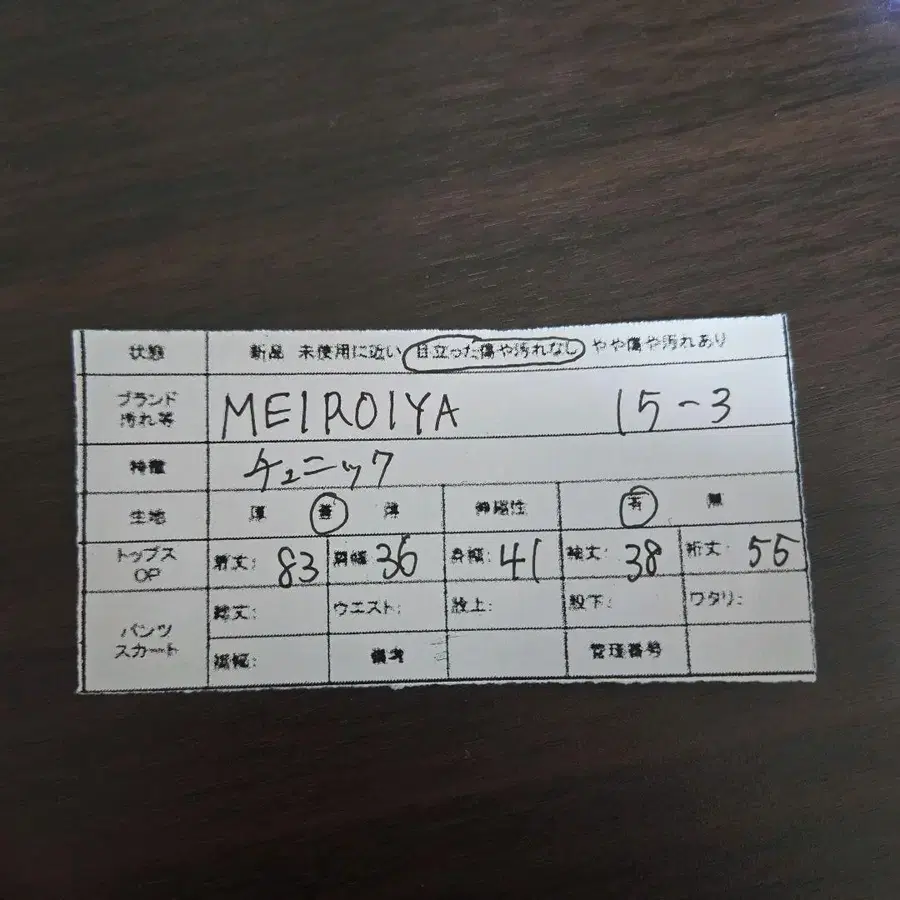 状態 新品 未使用に近い 目立った傷や汚れなし やや傷や汚れあり
ブランド
汚れ等 MEIROIYA 15-3
特徴 チュニック
生地 厚 普 薄 伸縮性 有 無
トップス
OP 着丈: 83 肩幅: 36 身幅: 41 袖丈: 38 裄丈: 55
パンツ
スカート 総丈: ウエスト: 股上: 股下: ワタリ:
裾幅: 備考 管理番号